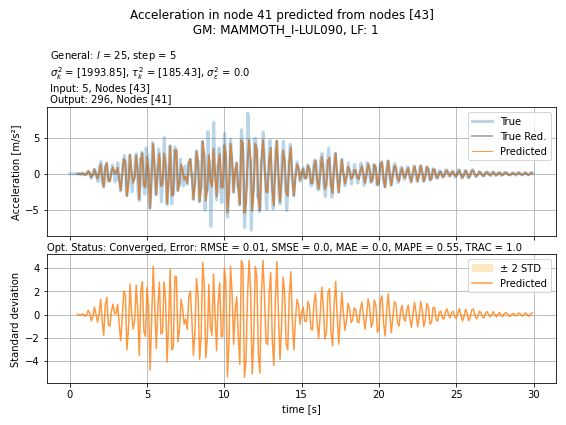 Acceleration in node 41 predicted from nodes [43]
GM: MAMMOTH_I-LUL090, LF: 1
General: l = 25, step = 5
σ²ₖ = [1993.85], τ²ₖ = [185.43], σ²ε = 0.0
Input: 5, Nodes [43]
Output: 296, Nodes [41]
True
True Red.
Predicted
Acceleration [m/s²]
5
0
−5
Opt. Status: Converged, Error: RMSE = 0.01, SMSE = 0.0, MAE = 0.0, MAPE = 0.55, TRAC = 1.0
± 2 STD
Predicted
Standard deviation
4
2
0
−2
−4
0 5 10 15 20 25 30
time [s]